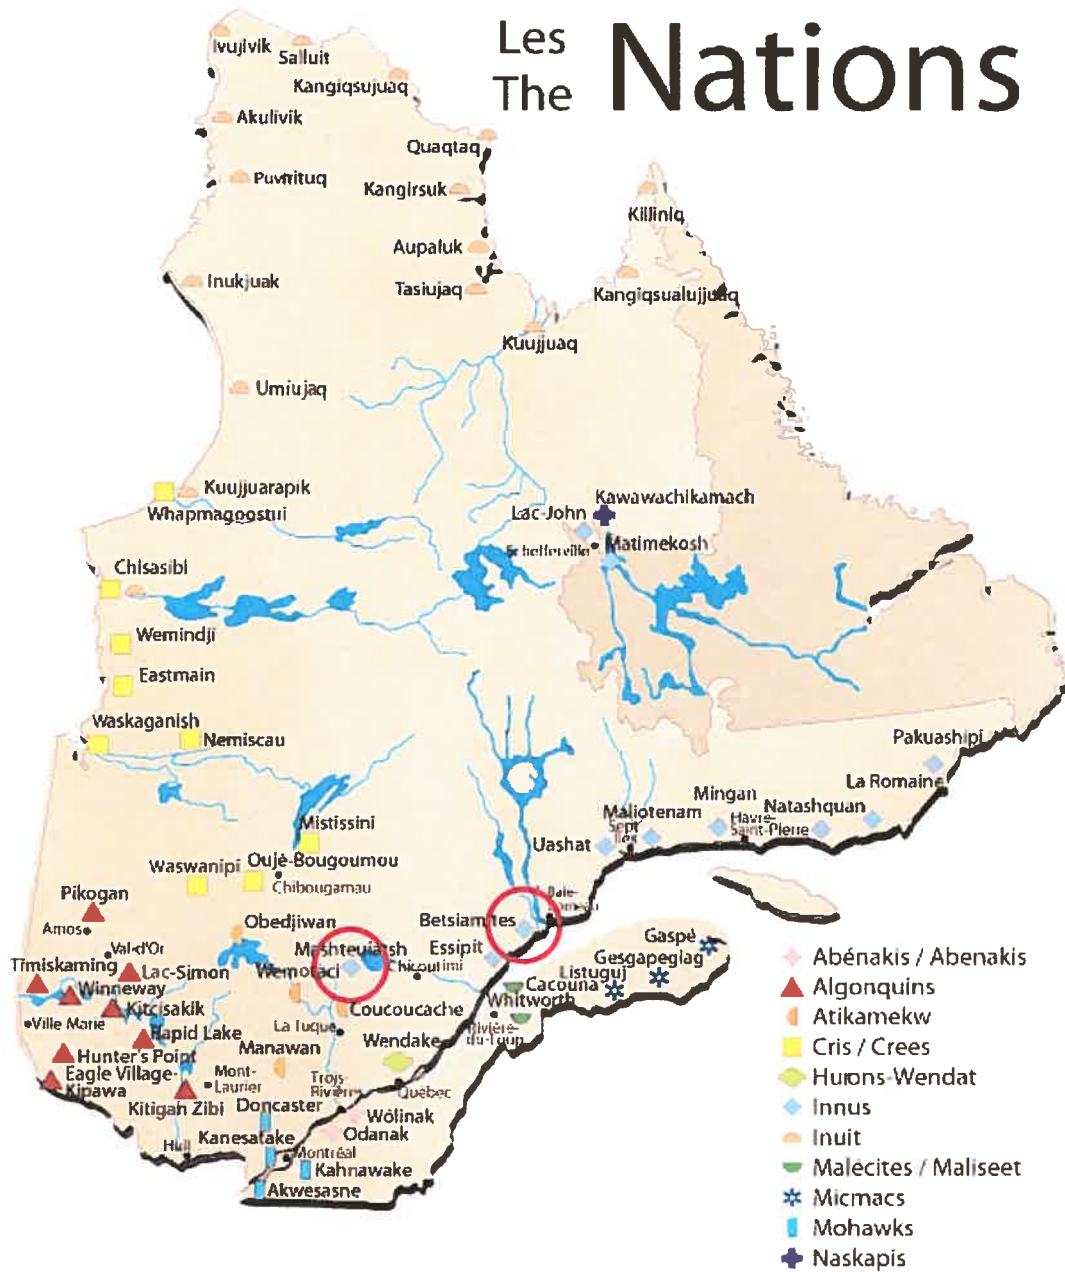 Les
The
Nations
Ivujivik
Salluit
Kangiqsujuaq
Akulivik
Quaqtaq
Puvirituq
Kangirsuk
Killiniq
Aupaluk
Inukjuak
Tasiujaq
Kangiqsualujjuaq
Kuujjuaq
Umiujaq
Kuujjuarapik
Whapmagoostui
Kawawachikamach
Lac-John
Schefferville
Matimekosh
Chisasibi
Wemindji
Eastmain
Waskaganish
Nemiscau
Pakuashipi
La Romaine
Mingan
Natashquan
Maliotenam
Sept
Îles
Havre-
Saint-Pierre
Uashat
Mistissini
Oujé-Bougoumou
Waswanipi
Chibougamau
Pikogan
Amos
Obedjiwan
Betsiamites
Baie-
Comeau
Val-d'Or
Mashteuiatsh
Essipit
Gaspé
Gesgapegiag
Timiskaming
Lac-Simon
Wemotaci
Chicoutimi
Listuguj
Cacouna
Winneway
Whitworth
Kitcisakik
Coucoucache
Ville Marie
Rapid Lake
La Tuque
Wendake
Rivière-
du-Loup
Hunter's Point
Manawan
Eagle Village-
Kipawa
Mont-
Laurier
Trois-
Rivières
Québec
Kitigan Zibi
Doncaster
Wôlinak
Odanak
Hull
Kanesatake
Montréal
Kahnawake
Akwesasne
Abénakis / Abenakis
Algonquins
Atikamekw
Cris / Crees
Hurons-Wendat
Innus
Inuit
Malécites / Maliseet
Micmacs
Mohawks
Naskapis